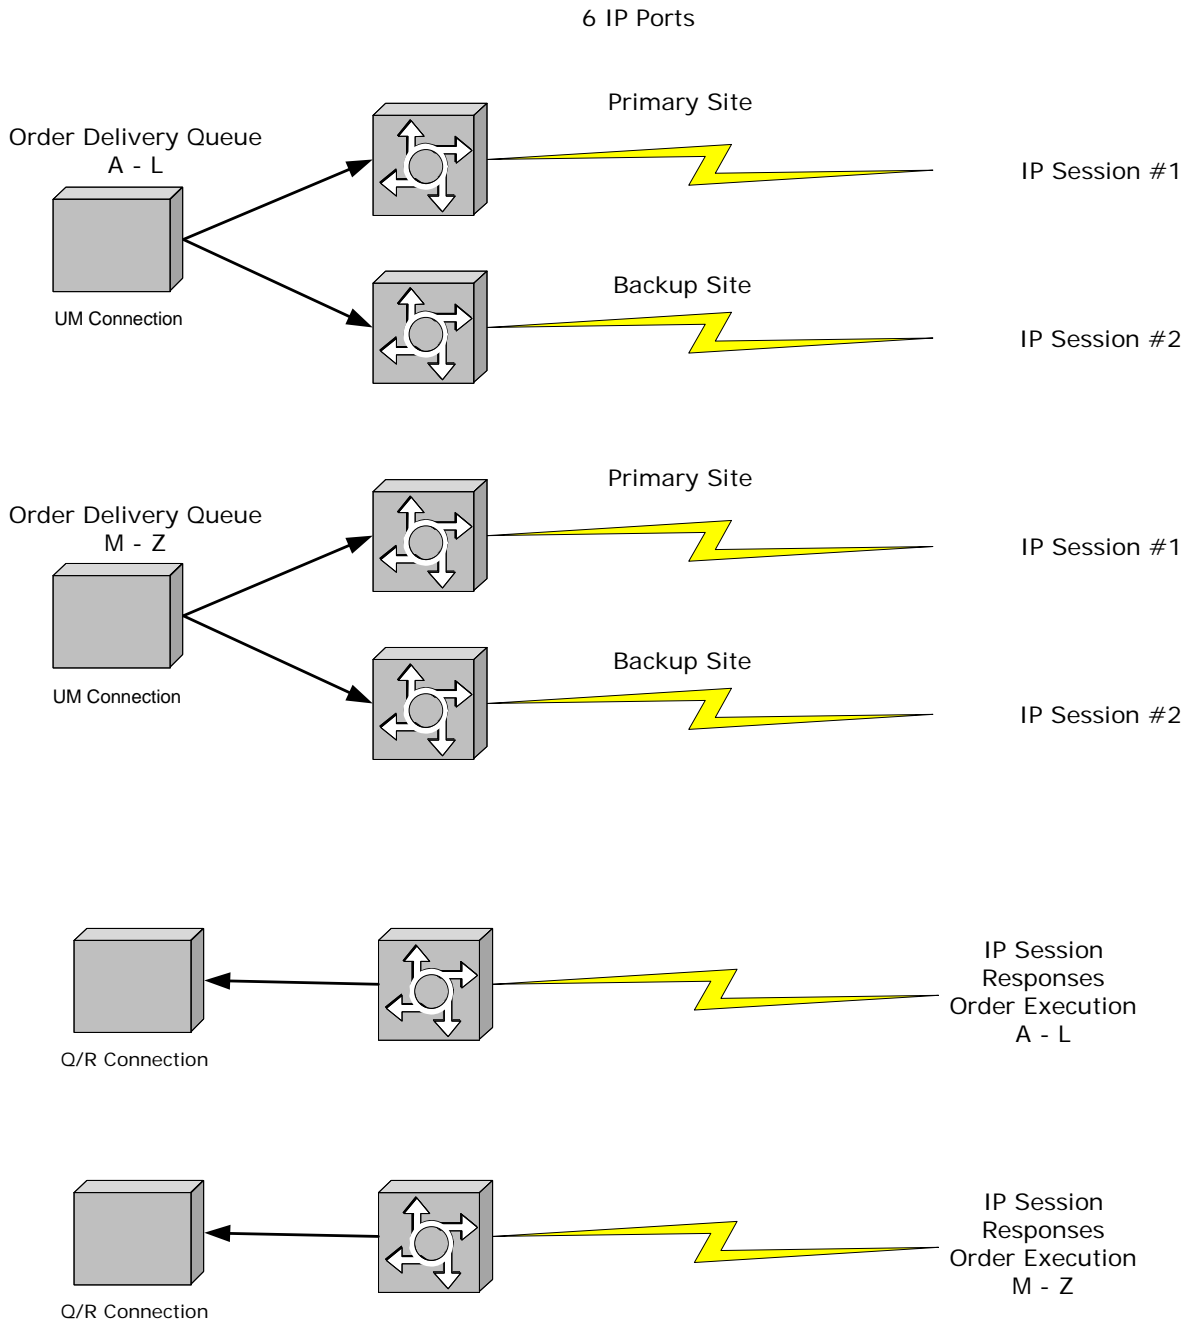 6 IP Ports
Primary Site
Order Delivery Queue
A - L
IP Session #1
Backup Site
UM Connection
IP Session #2
Primary Site
Order Delivery Queue
M - Z
IP Session #1
Backup Site
UM Connection
IP Session #2
IP Session
Responses
Order Execution
A - L
Q/R Connection
IP Session
Responses
Order Execution
M - Z
Q/R Connection